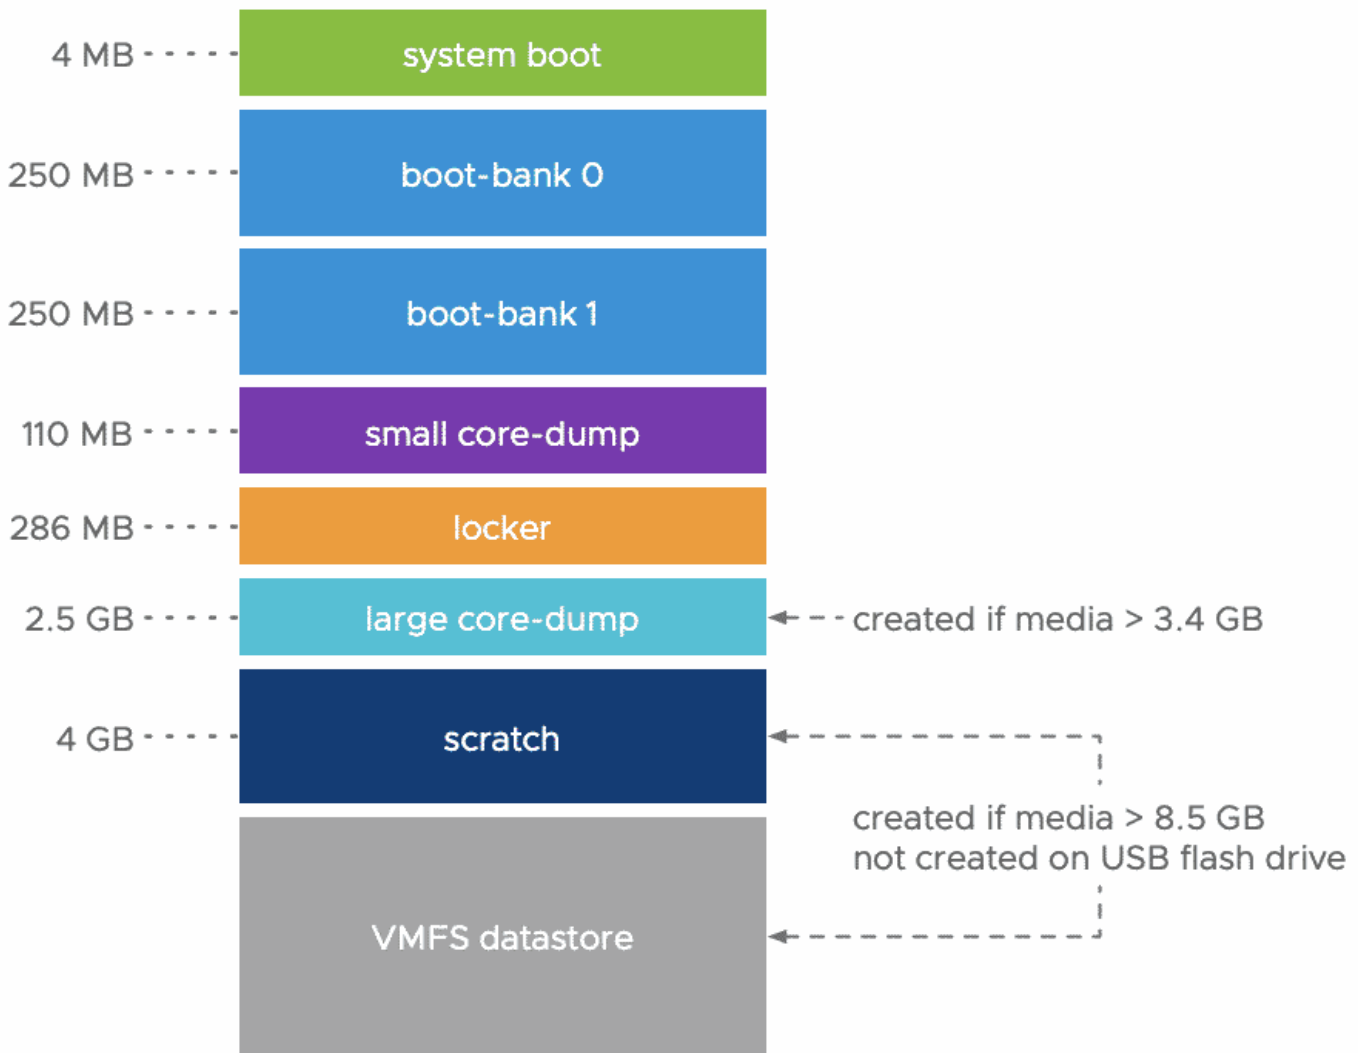 4 MB
system boot
250 MB
boot-bank 0
250 MB
boot-bank 1
110 MB
small core-dump
286 MB
locker
2.5 GB
large core-dump
created if media > 3.4 GB
4 GB
scratch
created if media > 8.5 GB
not created on USB flash drive
VMFS datastore